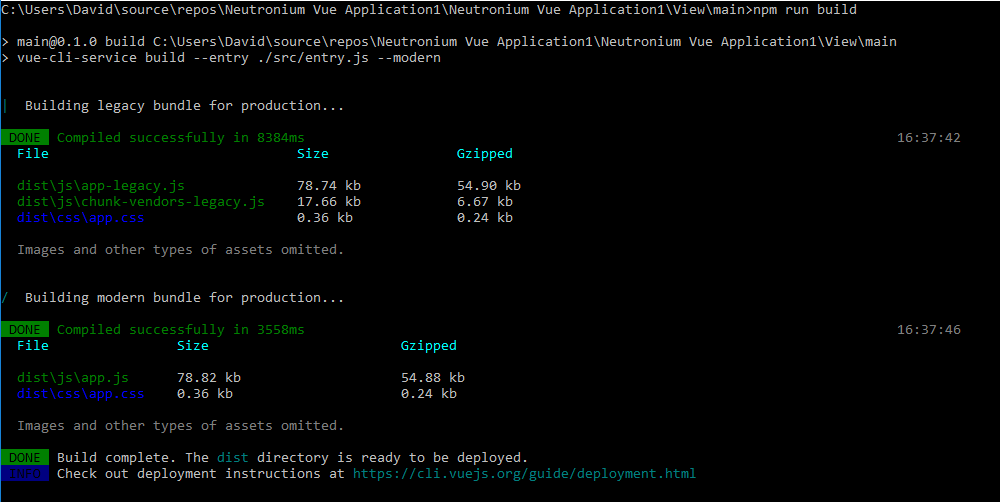 C:\Users\David\source\repos\Neutronium Vue Application1\Neutronium Vue Application1\View\main>npm run build
> main@0.1.0 build C:\Users\David\source\repos\Neutronium Vue Application1\Neutronium Vue Application1\View\main
> vue-cli-service build --entry ./src/entry.js --modern
| Building legacy bundle for production...
DONE Compiled successfully in 8384ms 16:37:42
File Size Gzipped
dist\js\app-legacy.js 78.74 kb 54.90 kb
dist\js\chunk-vendors-legacy.js 17.66 kb 6.67 kb
dist\css\app.css 0.36 kb 0.24 kb
Images and other types of assets omitted.
/ Building modern bundle for production...
DONE Compiled successfully in 3558ms 16:37:46
File Size Gzipped
dist\js\app.js 78.82 kb 54.88 kb
dist\css\app.css 0.36 kb 0.24 kb
Images and other types of assets omitted.
DONE Build complete. The dist directory is ready to be deployed.
INFO Check out deployment instructions at https://cli.vuejs.org/guide/deployment.html